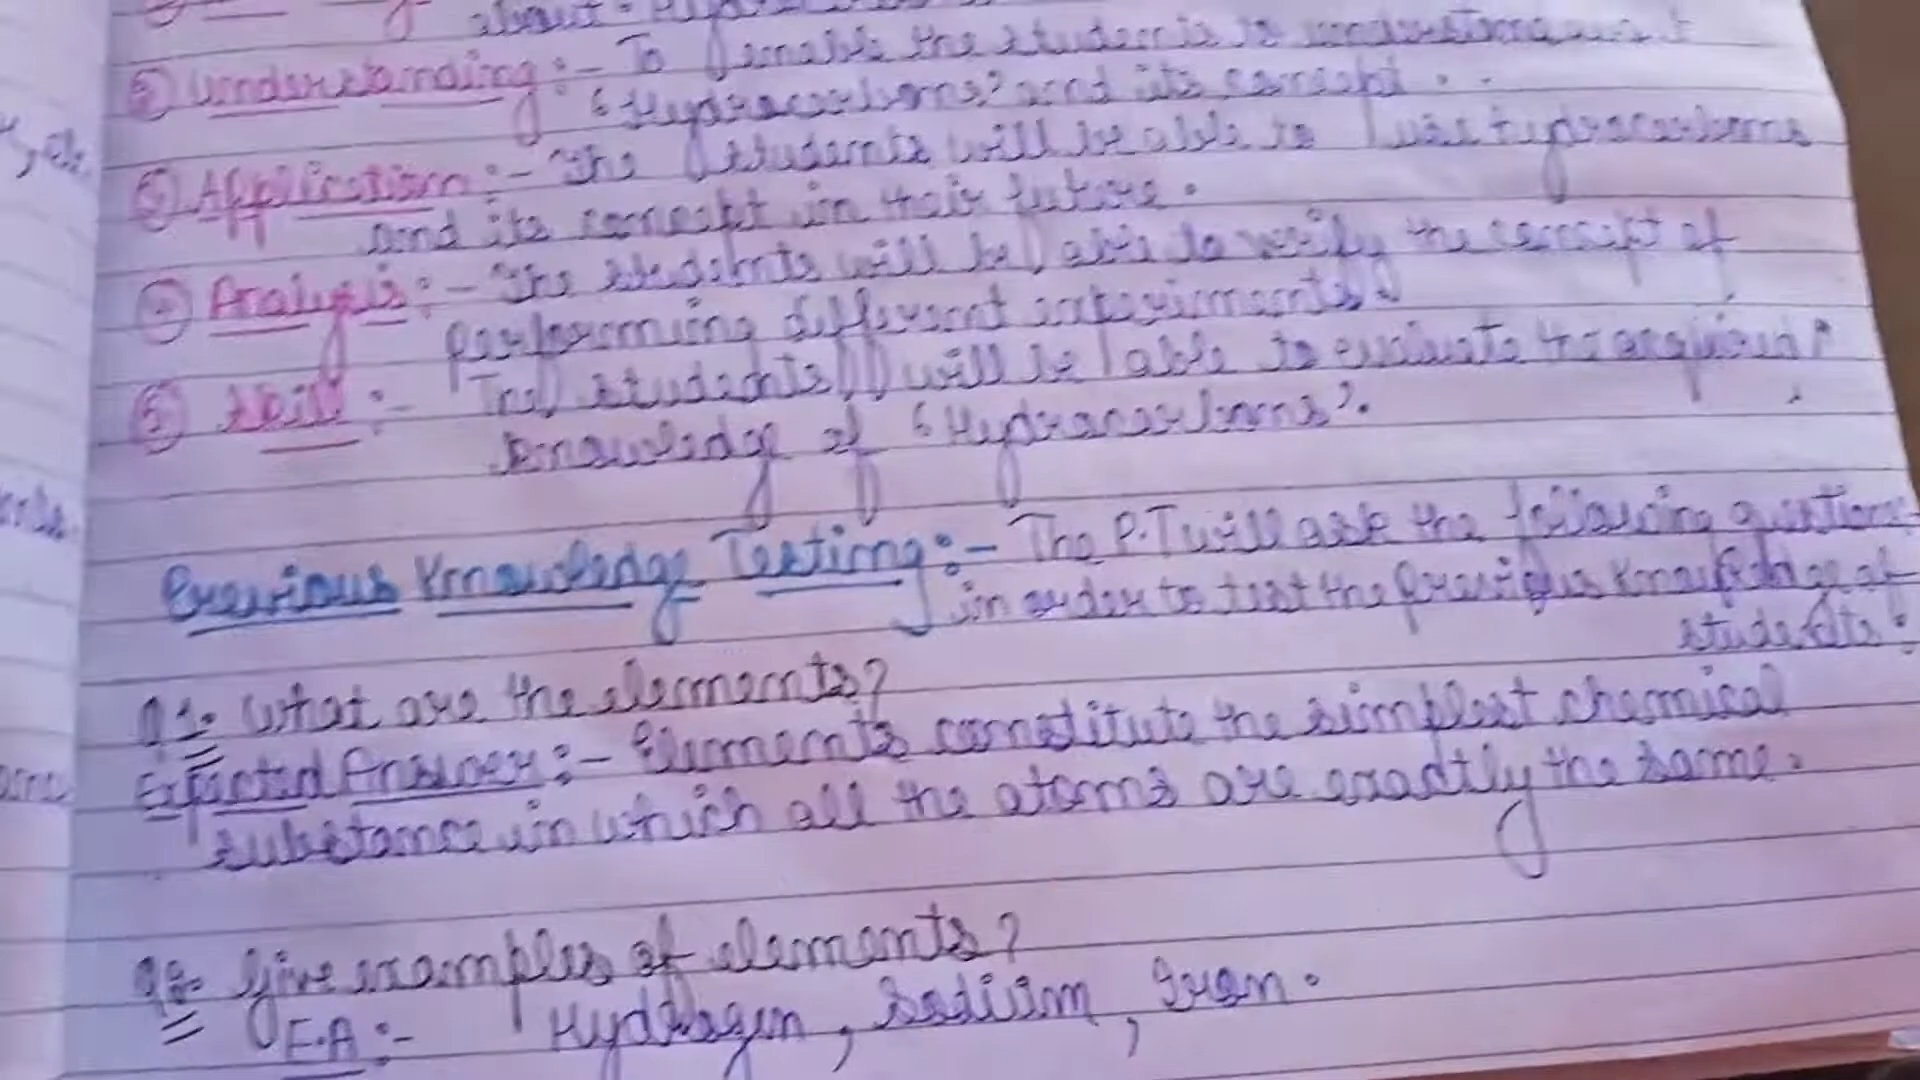 about
② Understanding:- To enable the students to understand about
'Hydrocarbons' and its concept.
③ Application:- The students will be able to use hydrocarbons
and its concept in their future.
④ Analysis:- The students will be able to verify the concept of
performing different experiments.
⑤ Skill:- The students will be able to evaluate the acquired
knowledge of 'Hydrocarbons'.
Previous Knowledge Testing:- The P.T will ask the following questions
in order to test the previous knowledge of
students:
Q1. What are the elements?
Expected Answer:- Elements constitute the simplest chemical
substance in which all the atoms are exactly the same.
Q2. Give examples of elements?
E.A:- Hydrogen, Sodium, Iron.